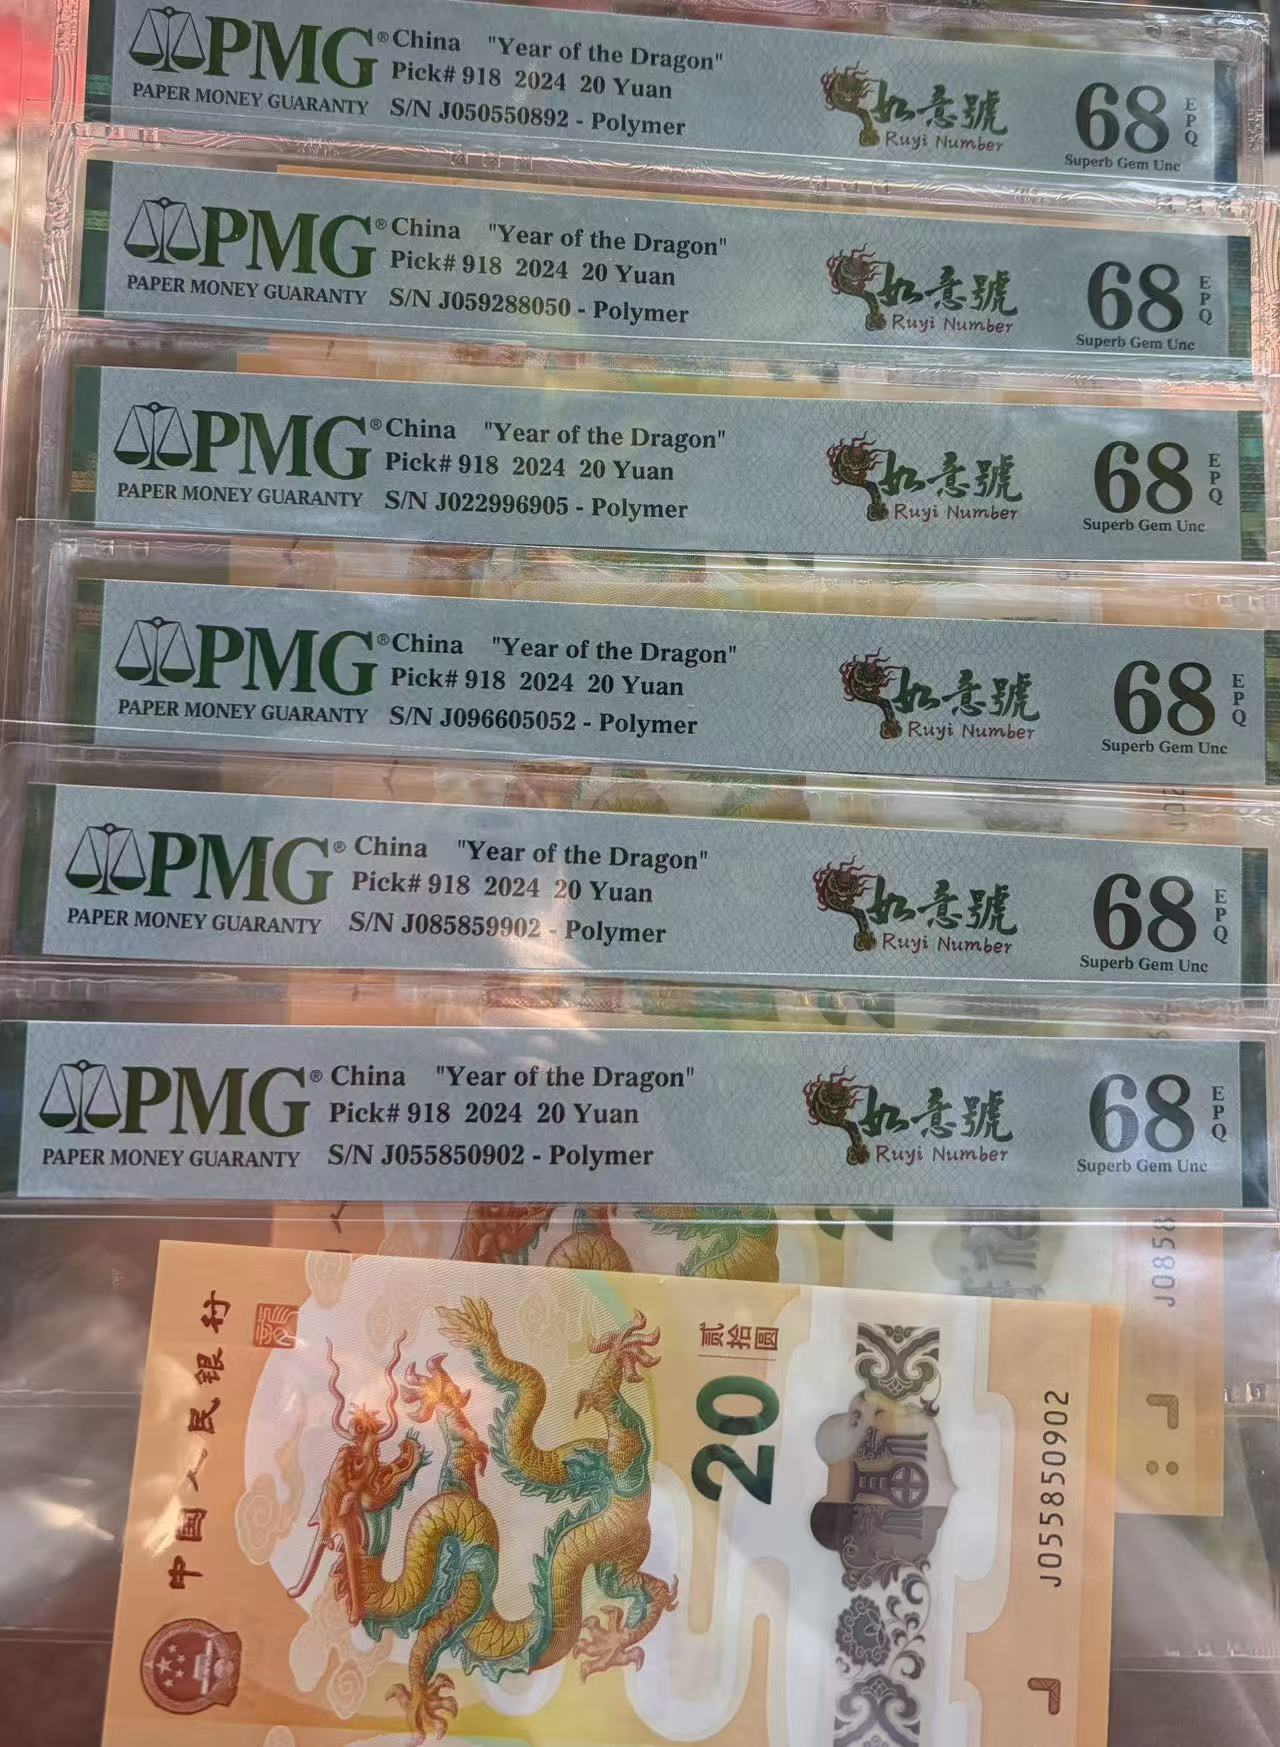 PMG® China "Year of the Dragon"
Pick# 918 2024 20 Yuan
PAPER MONEY GUARANTY S/N J050550892 - Polymer
如意號
Ruyi Number
68 EPQ
Superb Gem Unc
PMG® China "Year of the Dragon"
Pick# 918 2024 20 Yuan
PAPER MONEY GUARANTY S/N J059288050 - Polymer
如意號
Ruyi Number
68 EPQ
Superb Gem Unc
PMG® China "Year of the Dragon"
Pick# 918 2024 20 Yuan
PAPER MONEY GUARANTY S/N J022996905 - Polymer
如意號
Ruyi Number
68 EPQ
Superb Gem Unc
PMG® China "Year of the Dragon"
Pick# 918 2024 20 Yuan
PAPER MONEY GUARANTY S/N J096605052 - Polymer
如意號
Ruyi Number
68 EPQ
Superb Gem Unc
PMG® China "Year of the Dragon"
Pick# 918 2024 20 Yuan
PAPER MONEY GUARANTY S/N J085859902 - Polymer
如意號
Ruyi Number
68 EPQ
Superb Gem Unc
PMG® China "Year of the Dragon"
Pick# 918 2024 20 Yuan
PAPER MONEY GUARANTY S/N J055850902 - Polymer
如意號
Ruyi Number
68 EPQ
Superb Gem Unc
中国人民银行
贰拾圆
20
J055850902
J0858